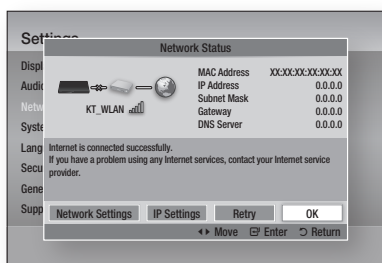 Settings
Network Status
Displ
Audio
Netw
Syste
Lang
Secu
Gene
Supp
KT_WLAN
MAC Address XX:XX:XX:XX:XX:XX
IP Address 0.0.0.0
Subnet Mask 0.0.0.0
Gateway 0.0.0.0
DNS Server 0.0.0.0
Internet is connected successfully.
If you have a problem using any Internet services, contact your Internet service
provider.
Network Settings IP Settings Retry OK
Move Enter Return